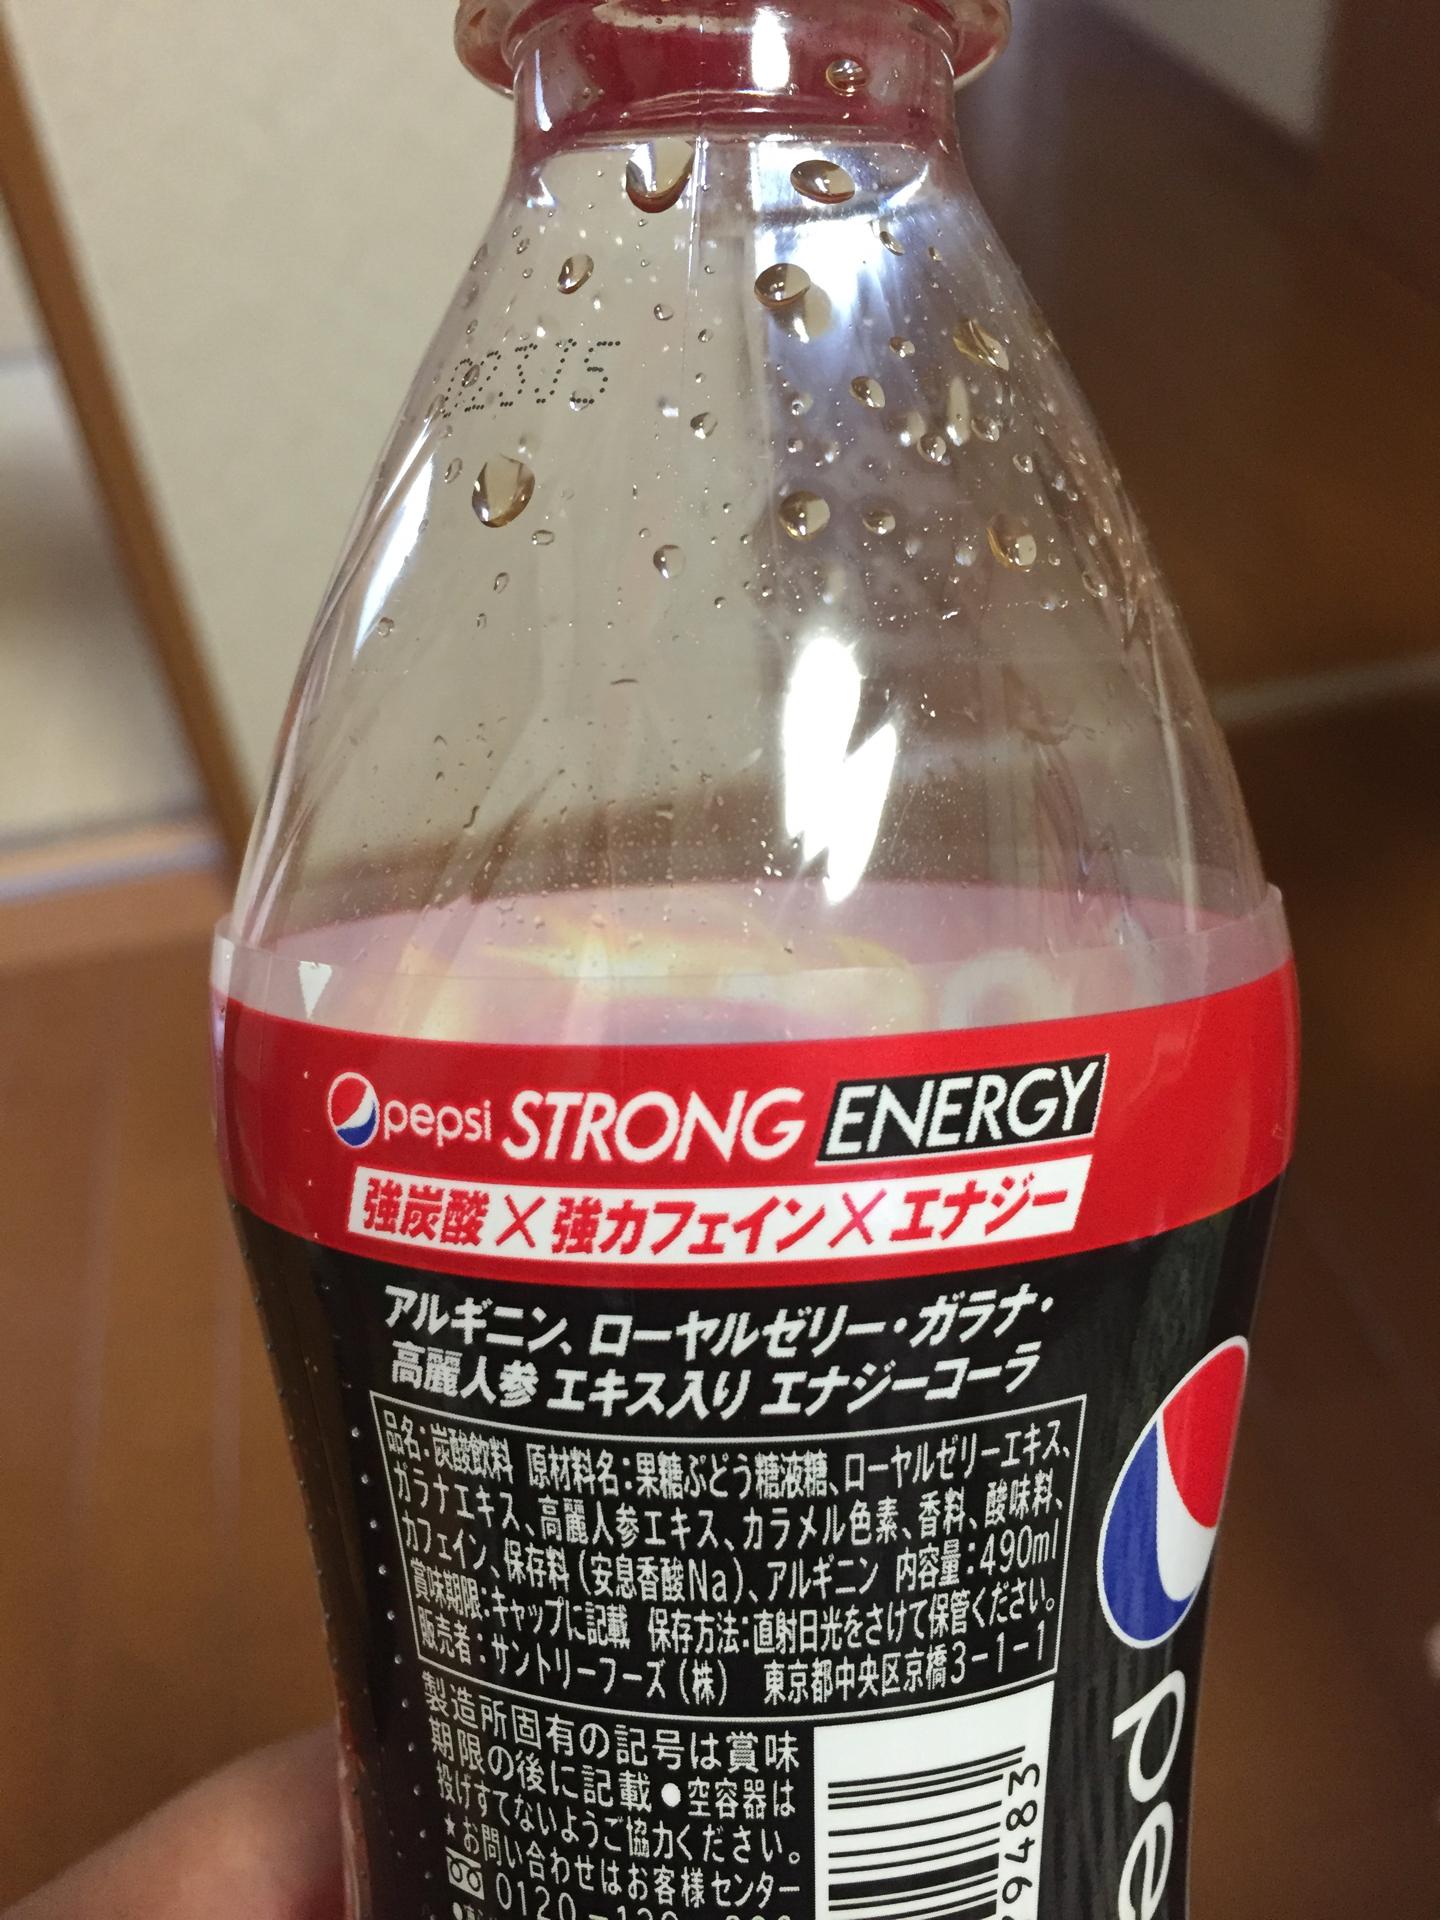 pepsi STRONG ENERGY
強炭酸×強カフェイン×エナジー
アルギニン、ローヤルゼリー・ガラナ・
高麗人参 エキス入り エナジーコーラ
品名:炭酸飲料 原材料名:果糖ぶどう糖液糖、ローヤルゼリーエキス、
ガラナエキス、高麗人参エキス、カラメル色素、香料、酸味料、
カフェイン、保存料(安息香酸Na)、アルギニン 内容量:490ml
賞味期限:キャップに記載 保存方法:直射日光をさけて保管ください。
販売者:サントリーフーズ(株) 東京都中央区京橋3-1-1
製造所固有の記号は賞味
期限の後に記載●空容器は
投げすてないようご協力ください。
★お問い合わせはお客様センター
0120-
9483
pe